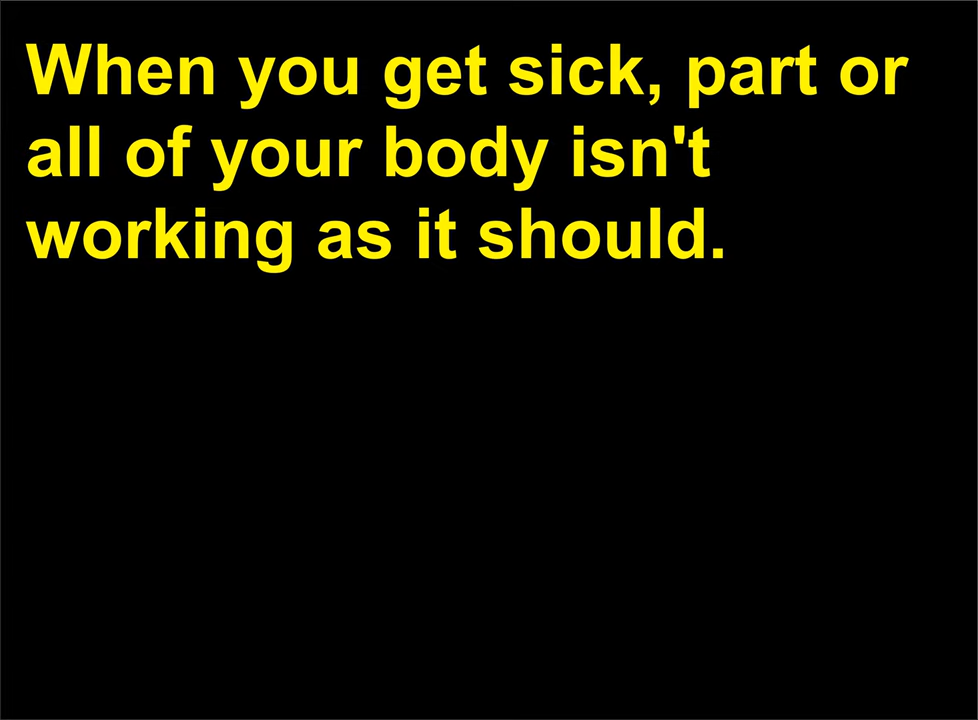 When you get sick, part or
all of your body isn't
working as it should.